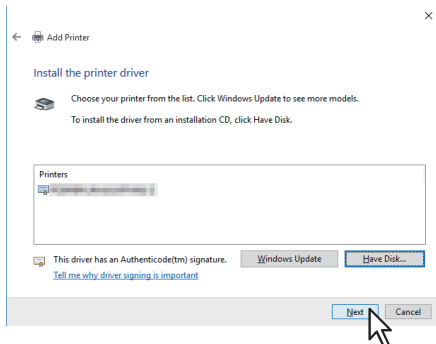 Add Printer
Install the printer driver
Choose your printer from the list. Click Windows Update to see more models.
To install the driver from an installation CD, click Have Disk.
Printers
This driver has an Authenticode(tm) signature.
Windows Update
Have Disk...
Tell me why driver signing is important
Next
Cancel